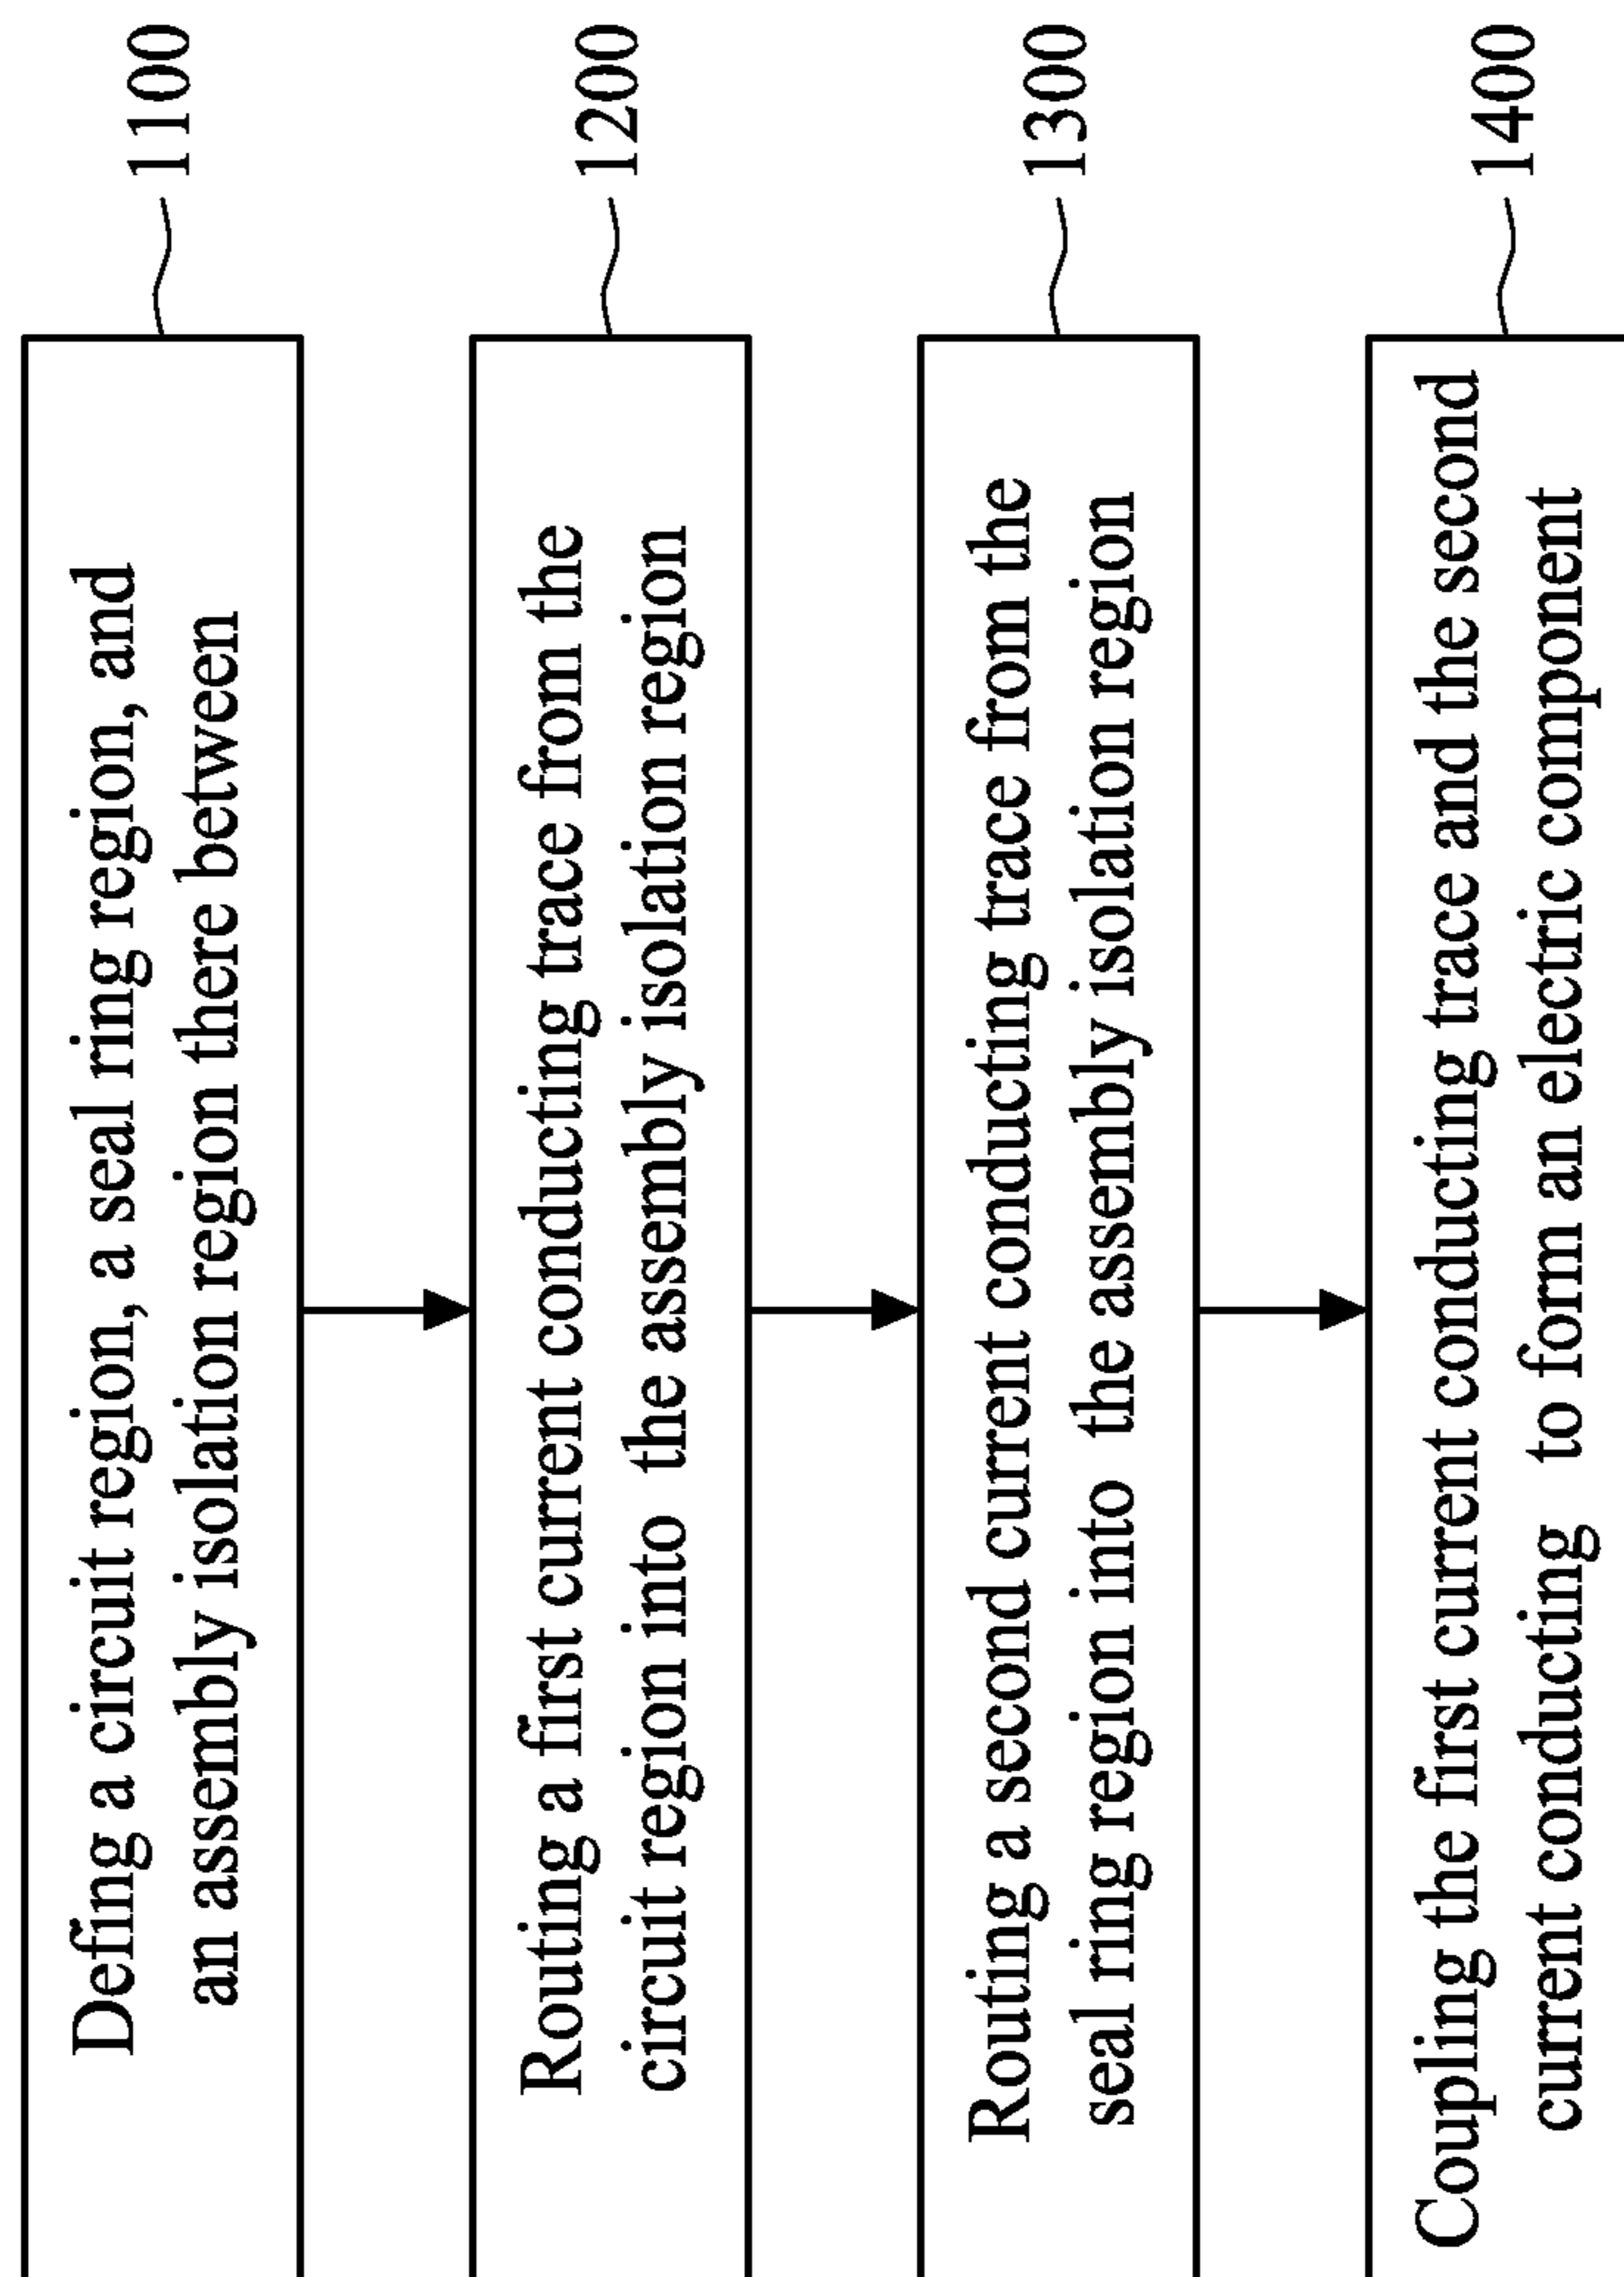 Defing a circuit region, a seal ring region, and
an assembly isolation region there between
1100
Routing a first current conducting trace from the
circuit region into the assembly isolation region
1200
Routing a second current conducting trace from the
seal ring region into the assembly isolation region
1300
Coupling the first current conducting trace and the second
current conducting to form an electric component
1400